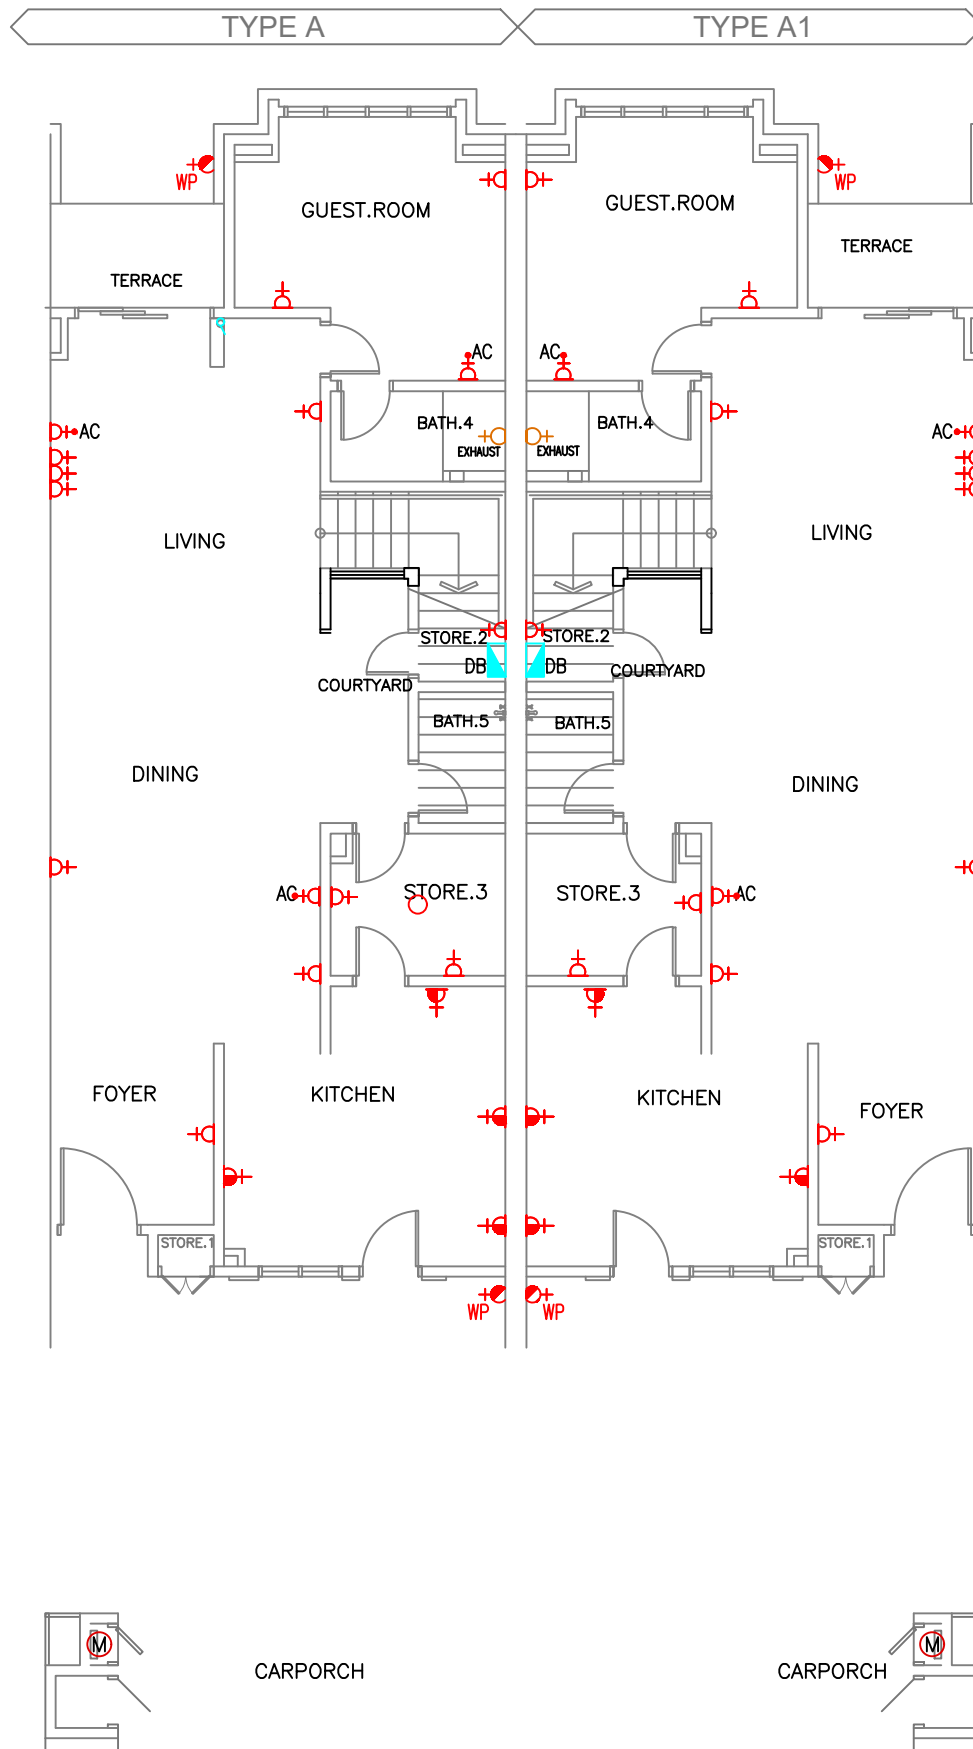 TYPE A
TYPE A1
WP
WP
GUEST.ROOM
GUEST.ROOM
TERRACE
TERRACE
AC
AC
BATH.4
BATH.4
AC
AC
EXHAUST
EXHAUST
LIVING
LIVING
STORE.2
STORE.2
DB
DB
COURTYARD
COURTYARD
BATH.5
BATH.5
DINING
DINING
AC
STORE.3
STORE.3
AC
FOYER
KITCHEN
KITCHEN
FOYER
STORE.1
STORE.1
WP
WP
M
M
CARPORCH
CARPORCH